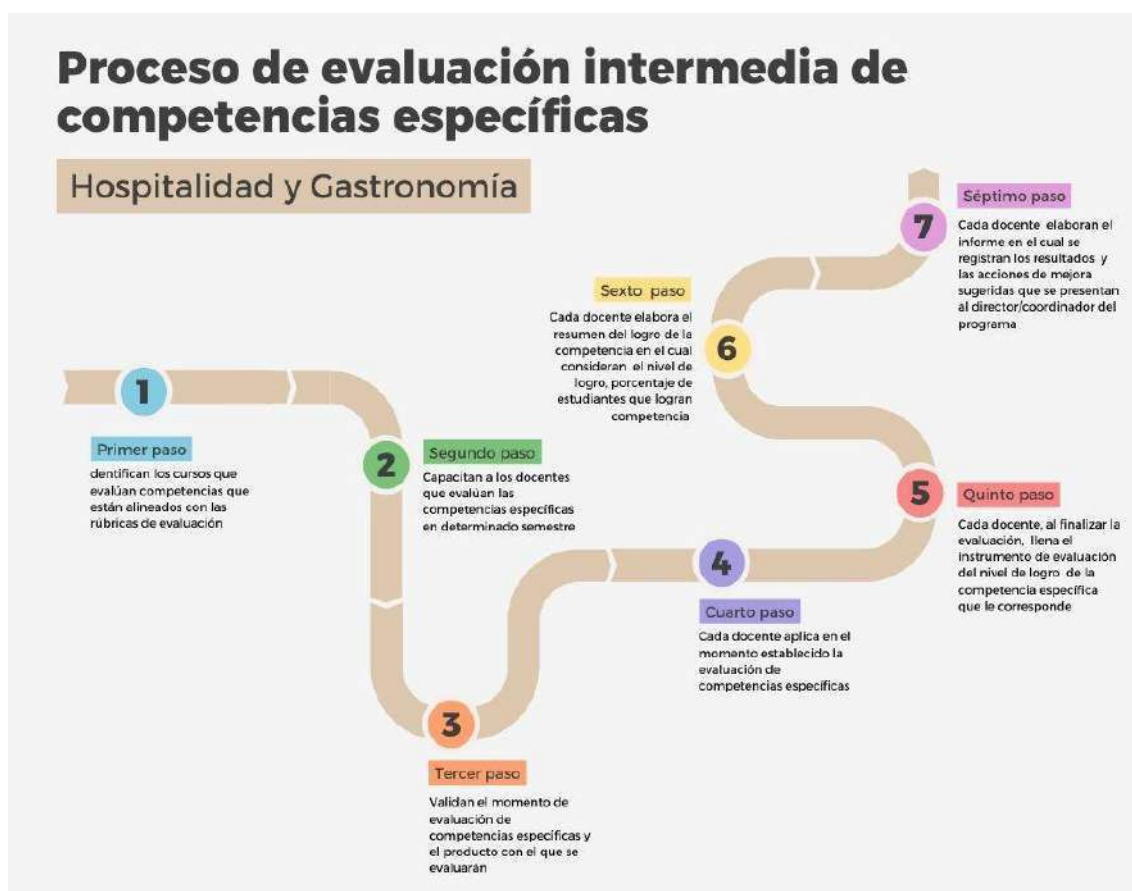 Proceso de evaluación intermedia de
competencias específicas
Hospitalidad y Gastronomía
1
Primer paso
dentifican los cursos que
evalúan competencias que
están alineados con las
rúbricas de evaluación
2
Segundo paso
Capacitan a los docentes
que evalúan las
competencias específicas
en determinado semestre
3
Tercer paso
Validan el momento de
evaluación de
competencias específicas y
el producto con el que se
evaluarán
4
Cuarto paso
Cada docente aplica en el
momento establecido la
evaluación de
competencias específicas
5
Quinto paso
Cada docente, al finalizar la
evaluación, llena el
instrumento de evaluación
del nivel de logro de la
competencia específica
que le corresponde
6
Sexto paso
Cada docente elabora el
resumen del logro de la
competencia en el cual
consideran el nivel de
logro, porcentaje de
estudiantes que logran
competencia
7
Séptimo paso
Cada docente elaboran el
informe en el cual se
registran los resultados y
las acciones de mejora
sugeridas que se presentan
al director/coordinador del
programa